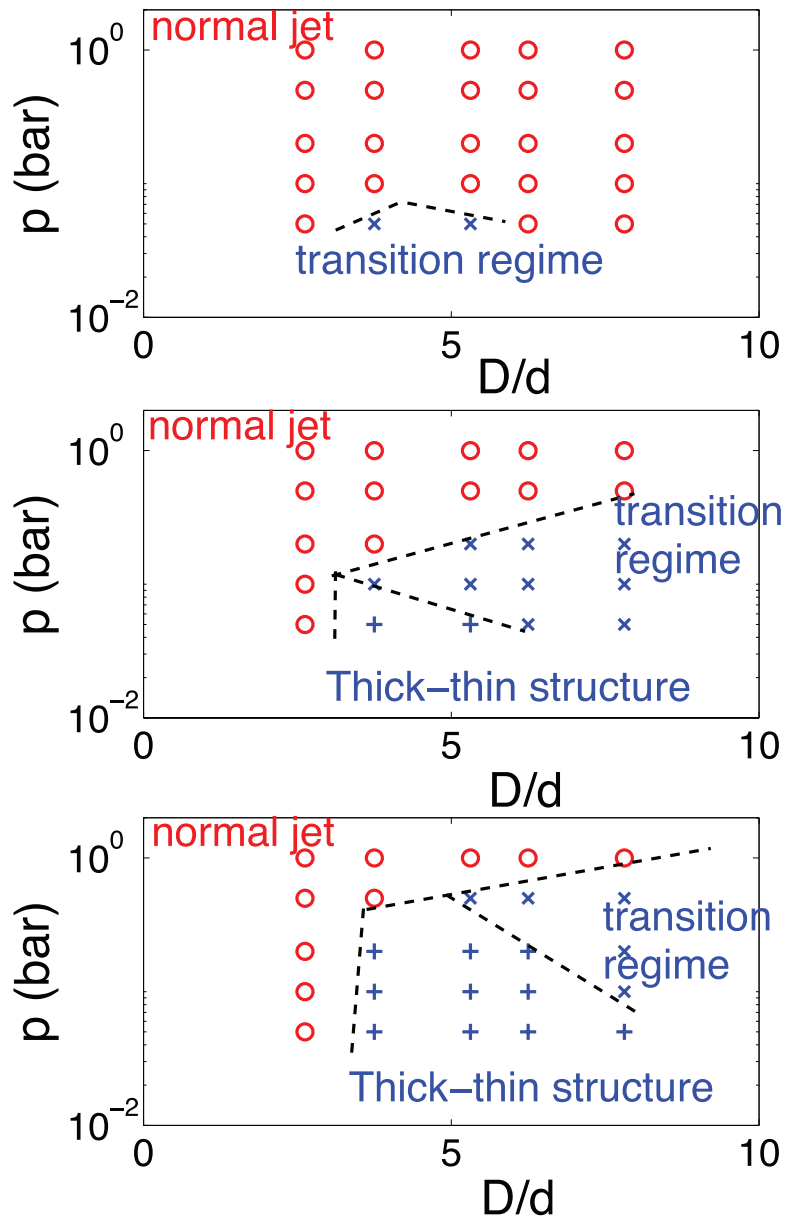 normal jet
10^0
p (bar)
transition regime
10^-2
0
5
10
D/d
normal jet
10^0
transition
regime
p (bar)
Thick–thin structure
10^-2
0
5
10
D/d
normal jet
10^0
transition
regime
p (bar)
Thick–thin structure
10^-2
0
5
10
D/d